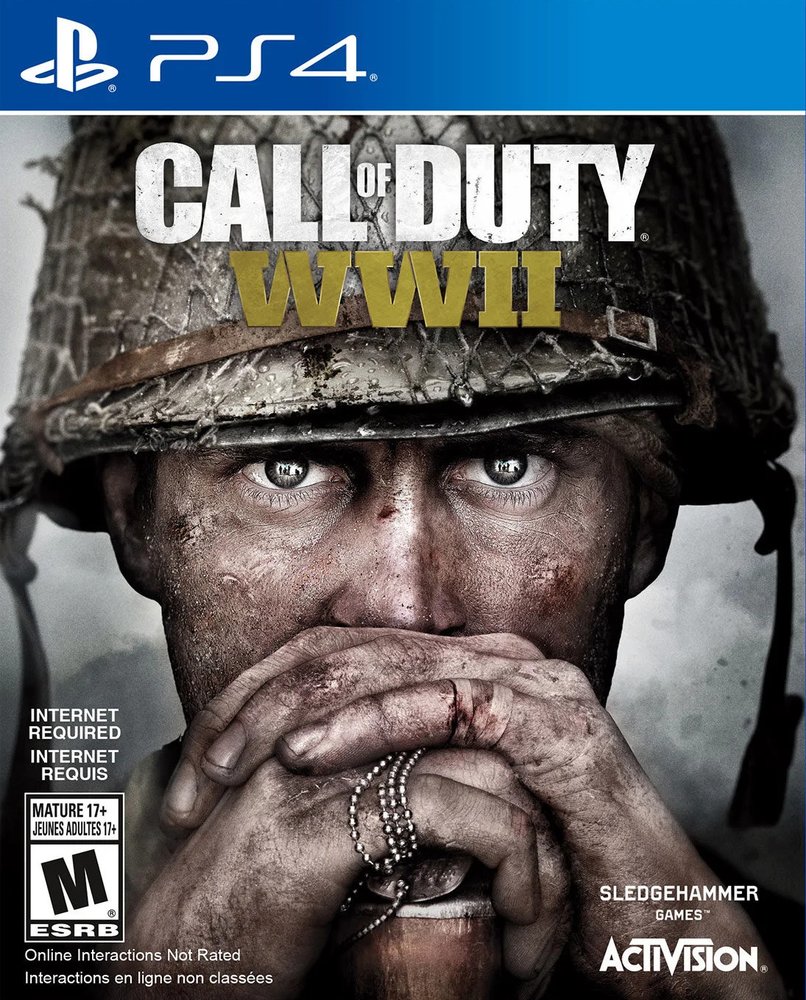 PS4®
CALL OF DUTY®
WWII
INTERNET
REQUIRED
INTERNET
REQUIS
MATURE 17+
JEUNES ADULTES 17+
M®
ESRB
Online Interactions Not Rated
Interactions en ligne non classées
SLEDGEHAMMER
GAMES™
ACTIVISION®